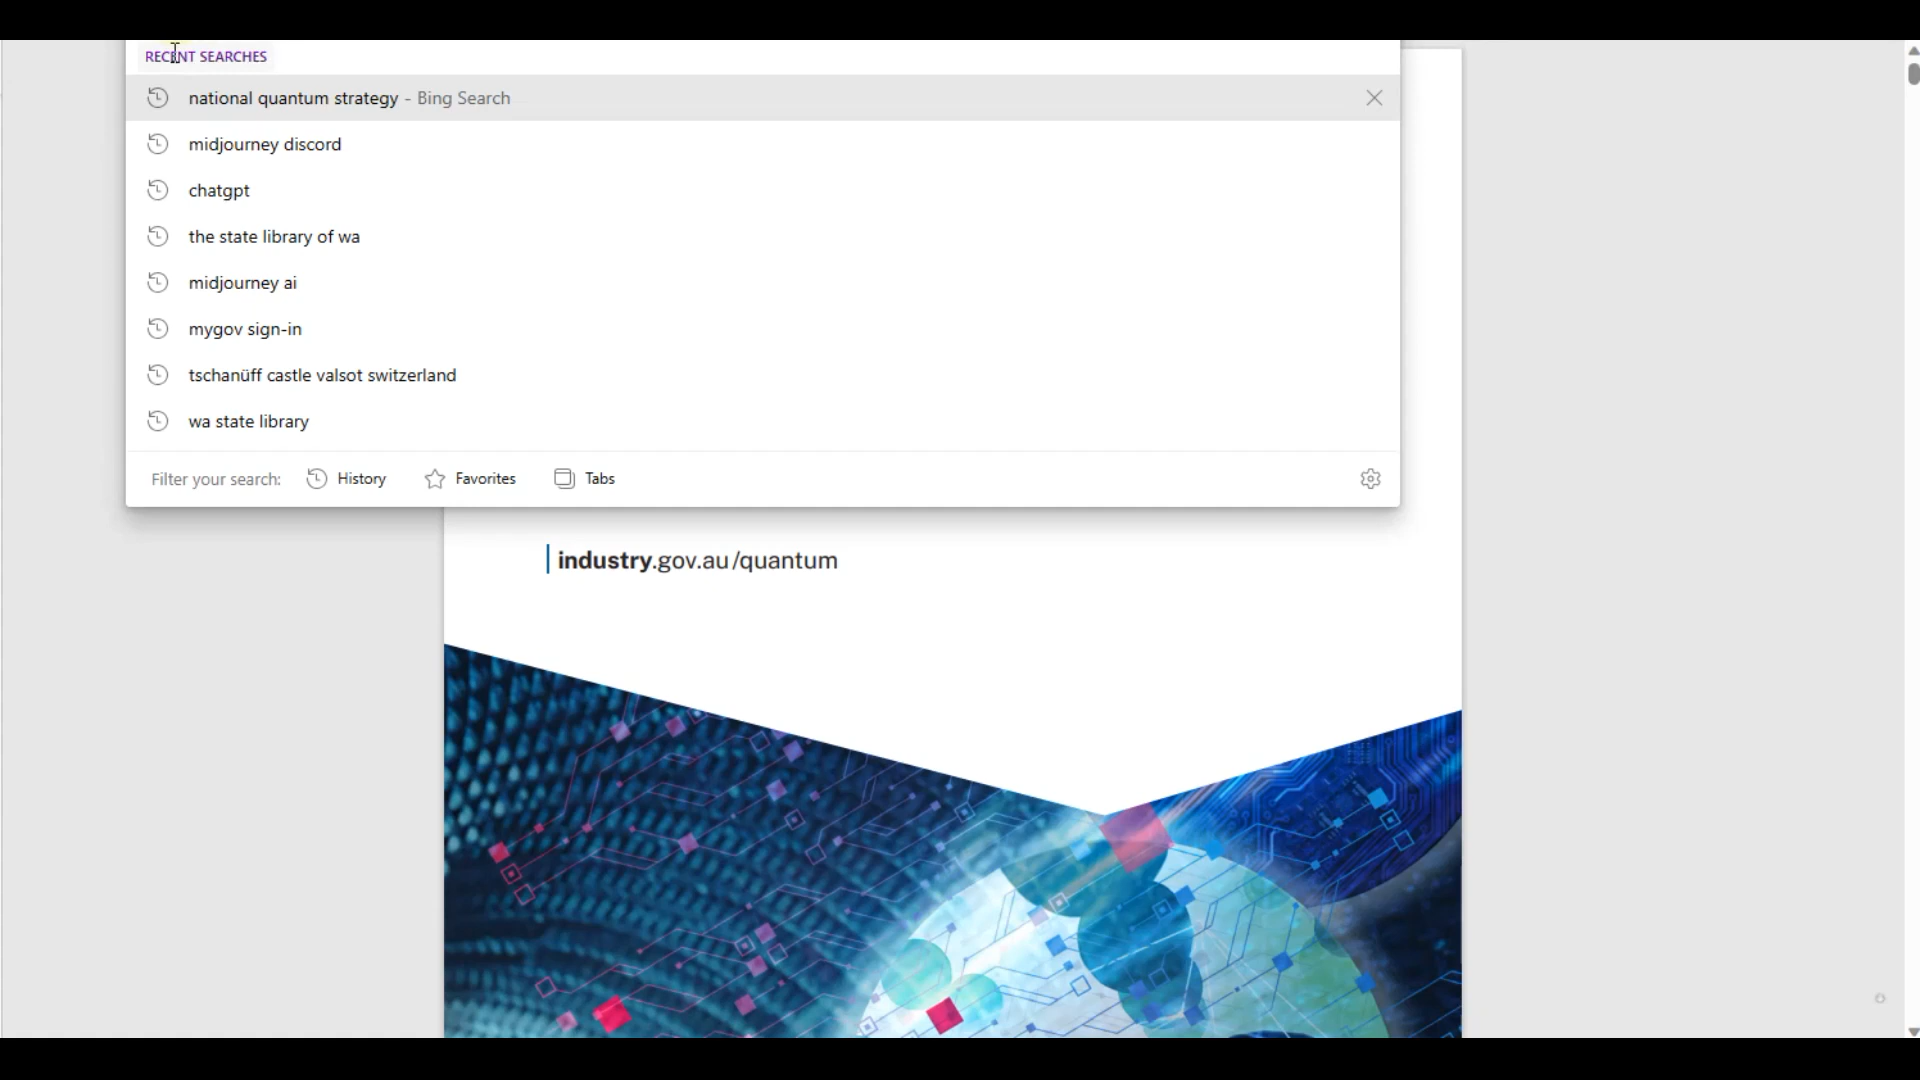 RECENT SEARCHES
national quantum strategy - Bing Search
midjourney discord
chatgpt
the state library of wa
midjourney ai
mygov sign-in
tschanüff castle valsot switzerland
wa state library
Filter your search: History Favorites Tabs
industry.gov.au/quantum